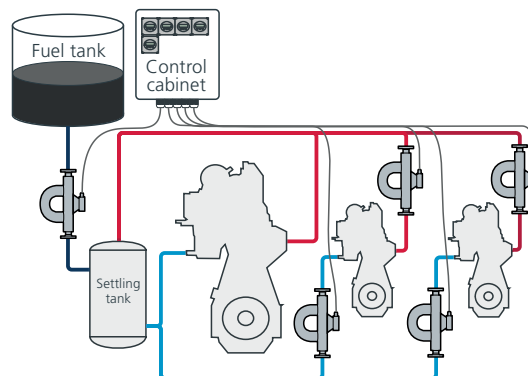 Fuel tank
Control
cabinet
Settling
tank